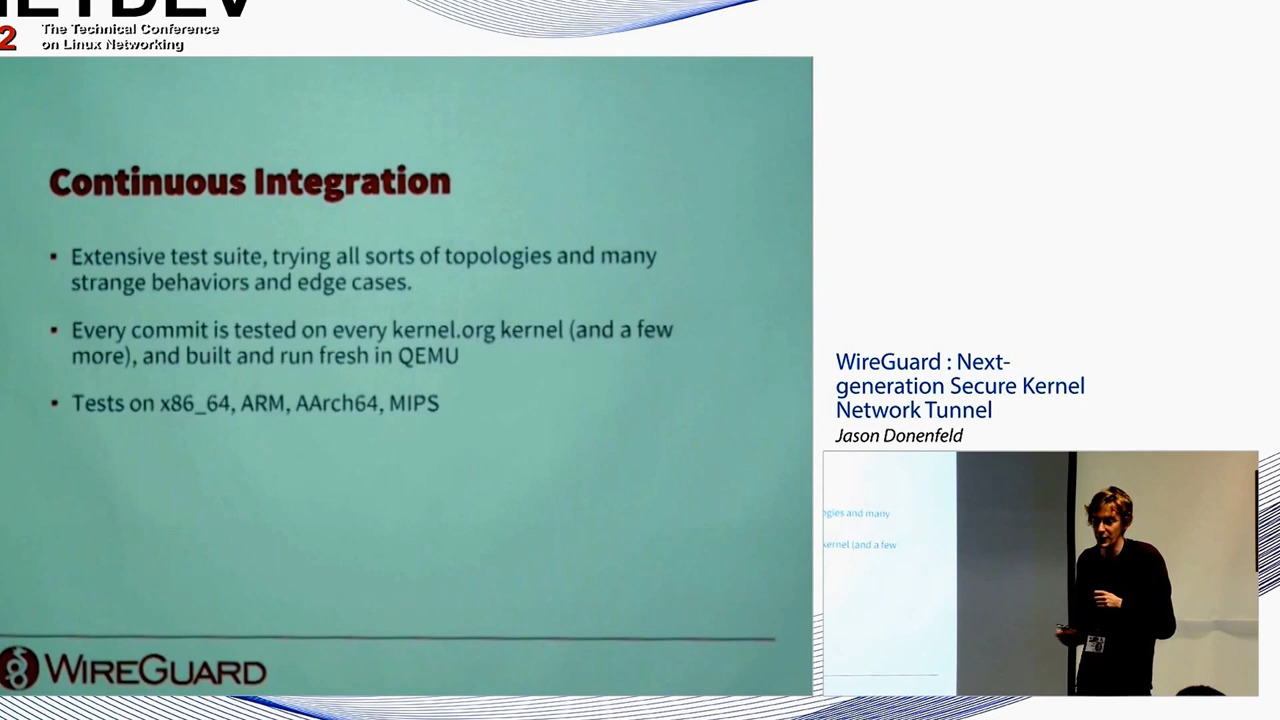 NETDEV
2
The Technical Conference
on Linux Networking
Continuous Integration
▪ Extensive test suite, trying all sorts of topologies and many
strange behaviors and edge cases.
▪ Every commit is tested on every kernel.org kernel (and a few
more), and built and run fresh in QEMU
▪ Tests on x86_64, ARM, AArch64, MIPS
WIREGUARD
WireGuard : Next-
generation Secure Kernel
Network Tunnel
Jason Donenfeld
ogies and many
kernel (and a few